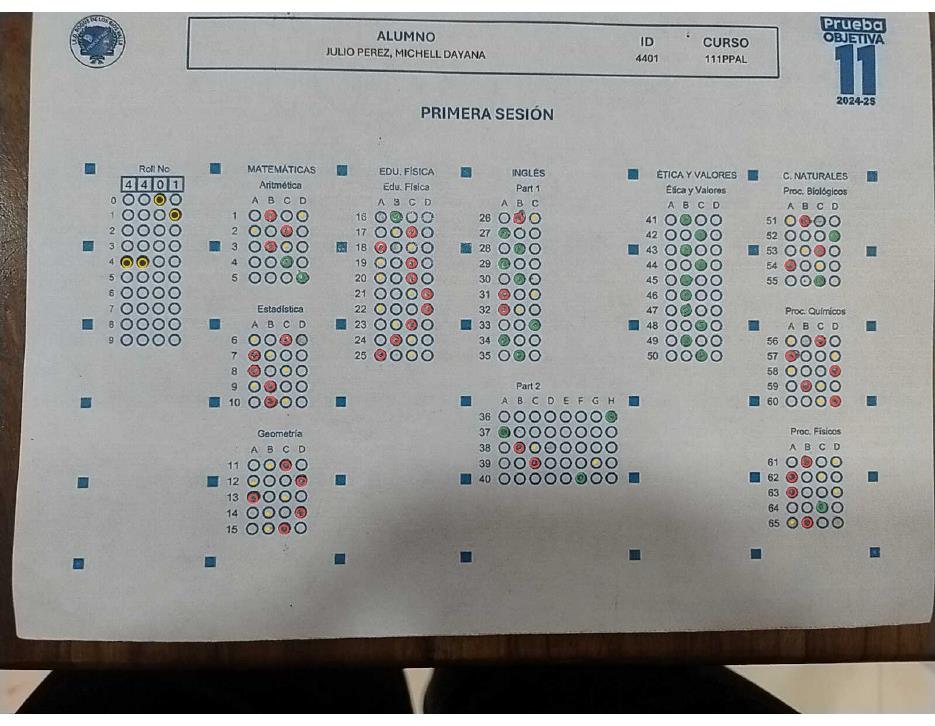 ALUMNO
JULIO PEREZ, MICHELL DAYANA
ID
4401
CURSO
111PPAL
Prueba
OBJETIVA
11
2024-25
PRIMERA SESIÓN
Roll No
4 4 0 1
0
1
2
3
4
5
6
7
8
9
MATEMÁTICAS
Aritmética
A B C D
1
2
3
4
5
Estadística
A B C D
6
7
8
9
10
Geometría
A B C D
11
12
13
14
15
EDU. FÍSICA
Edu. Física
A B C D
16
17
18
19
20
21
22
23
24
25
INGLÉS
Part 1
A B C
26
27
28
29
30
31
32
33
34
35
Part 2
A B C D E F G H
36
37
38
39
40
ÉTICA Y VALORES
Ética y Valores
A B C D
41
42
43
44
45
46
47
48
49
50
C. NATURALES
Proc. Biológicos
A B C D
51
52
53
54
55
Proc. Químicos
A B C D
56
57
58
59
60
Proc. Físicos
A B C D
61
62
63
64
65